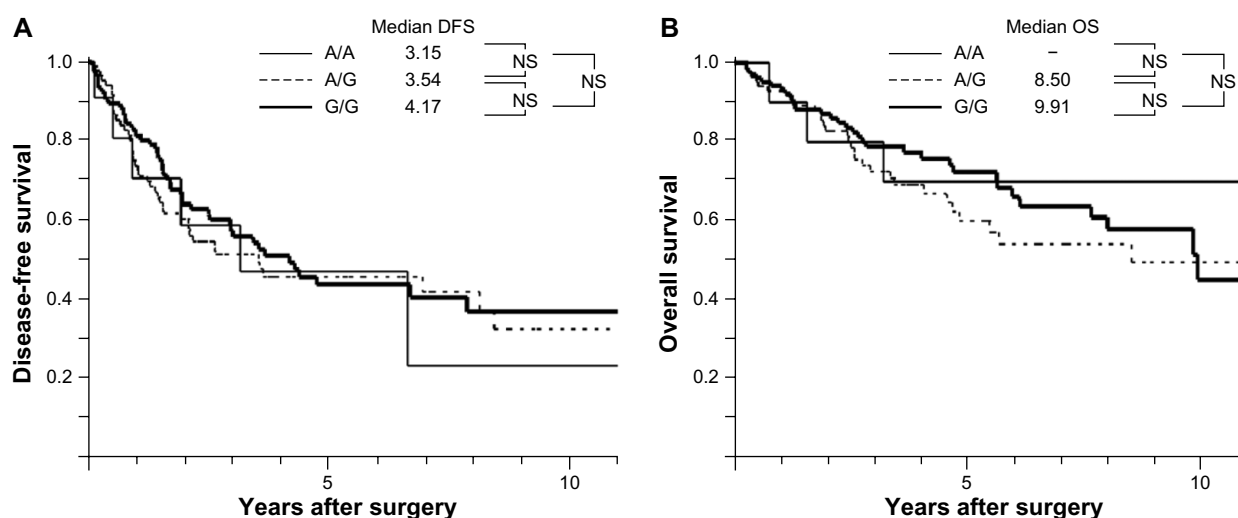 A
Median DFS
A/A 3.15
A/G 3.54
G/G 4.17
NS
NS
NS
1.0
0.8
0.6
0.4
0.2
Disease-free survival
5
10
Years after surgery
B
Median OS
A/A –
A/G 8.50
G/G 9.91
NS
NS
NS
1.0
0.8
0.6
0.4
0.2
Overall survival
5
10
Years after surgery